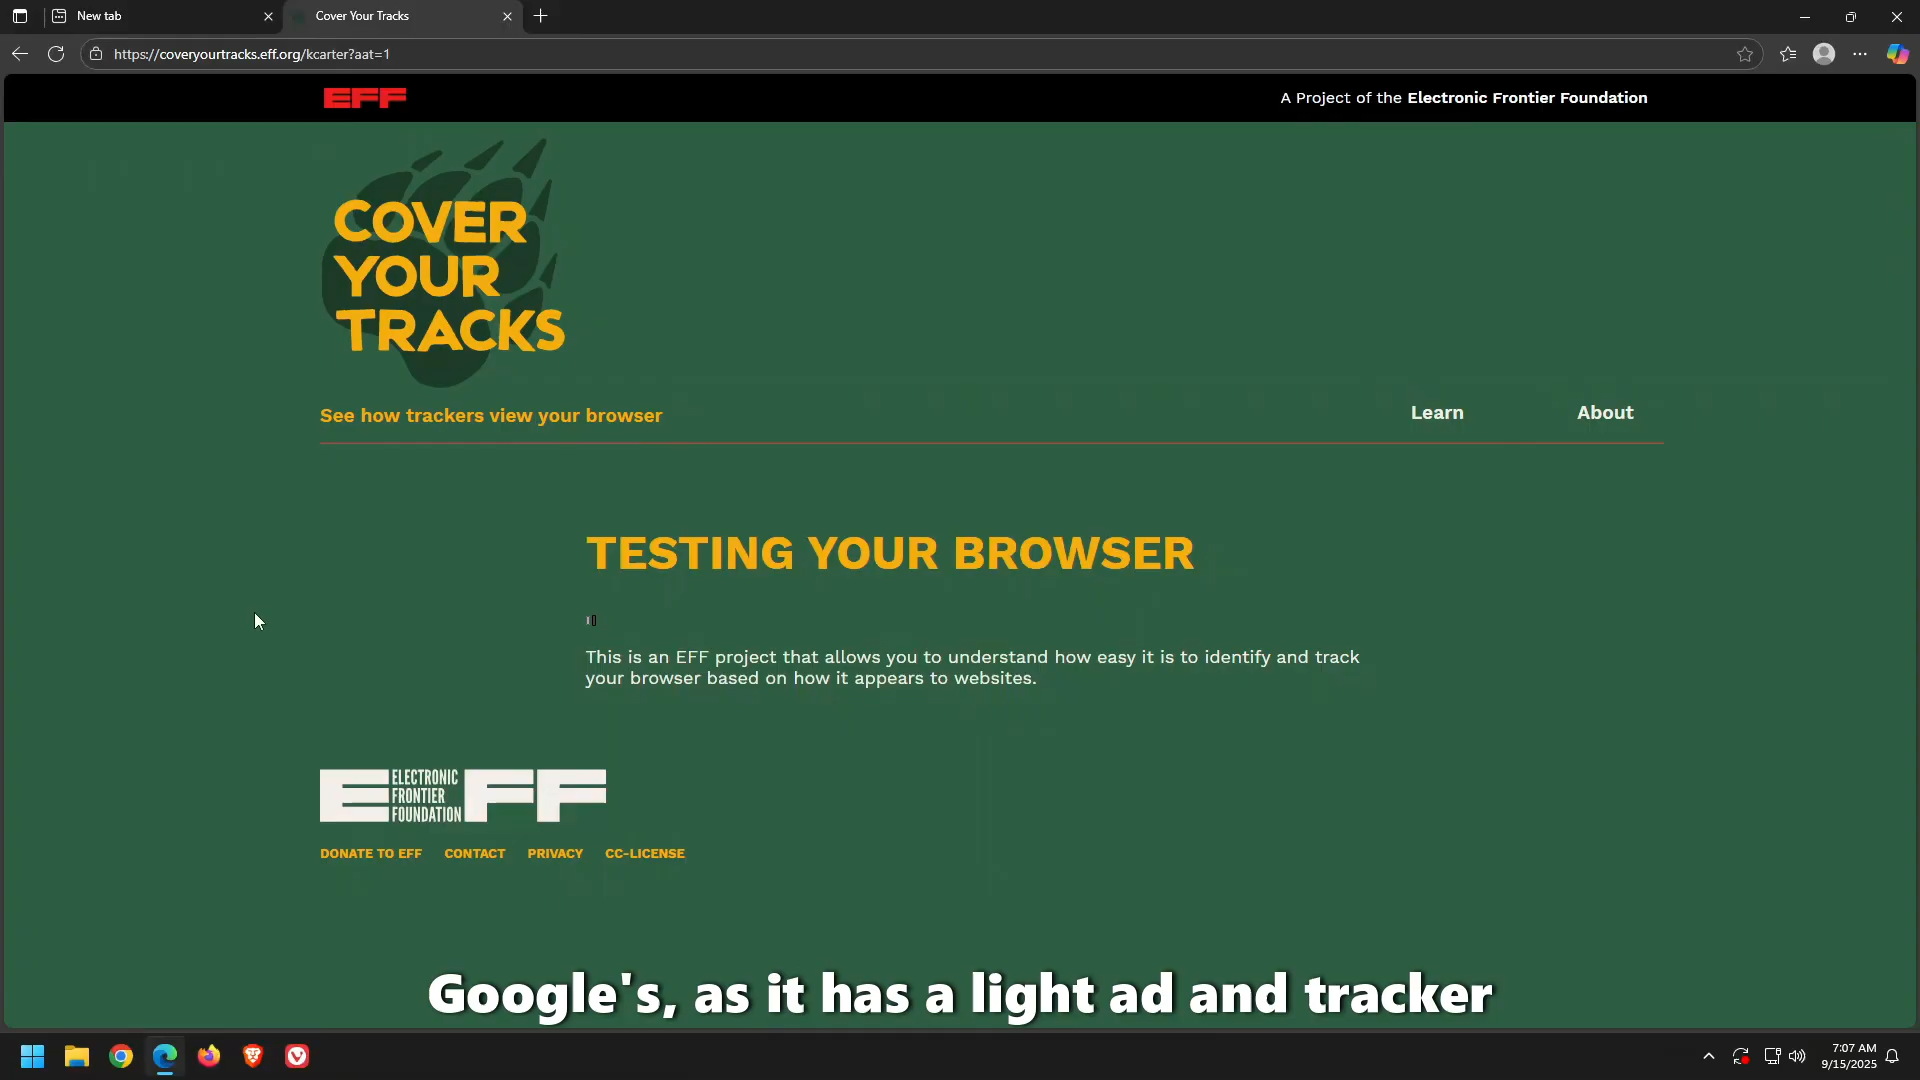 New tab
Cover Your Tracks
https://coveryourtracks.eff.org/kcarter?aat=1
EFF
A Project of the Electronic Frontier Foundation
COVER
YOUR
TRACKS
See how trackers view your browser
Learn
About
TESTING YOUR BROWSER
This is an EFF project that allows you to understand how easy it is to identify and track
your browser based on how it appears to websites.
EFF
ELECTRONIC
FRONTIER
FOUNDATION
DONATE TO EFF
CONTACT
PRIVACY
CC-LICENSE
Google's, as it has a light ad and tracker
7:07 AM
9/15/2025